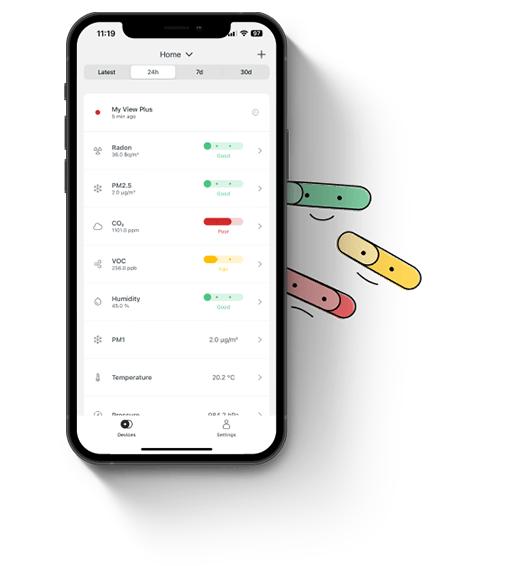 11:19
97
Home
Latest 24h 7d 30d
My View Plus
5 min ago
Radon
36.0 Bq/m³
Good
PM2.5
2.0 μg/m³
Good
CO₂
1101.0 ppm
Poor
VOC
256.0 ppb
Fair
Humidity
45.0 %
Good
PM1 2.0 μg/m³
Temperature 20.2 °C
Pressure 984.2 hPa
Devices Settings